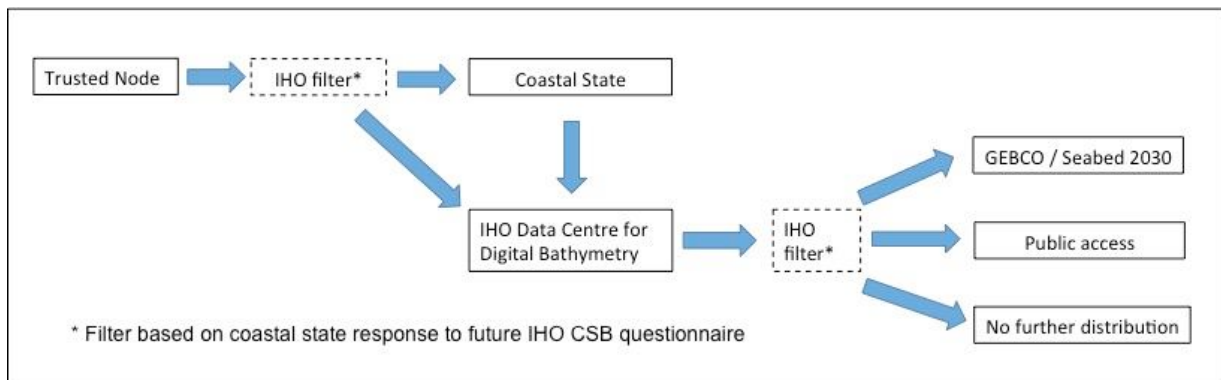 Trusted Node
IHO filter*
Coastal State
GEBCO / Seabed 2030
IHO Data Centre for
Digital Bathymetry
IHO
filter*
Public access
No further distribution
* Filter based on coastal state response to future IHO CSB questionnaire